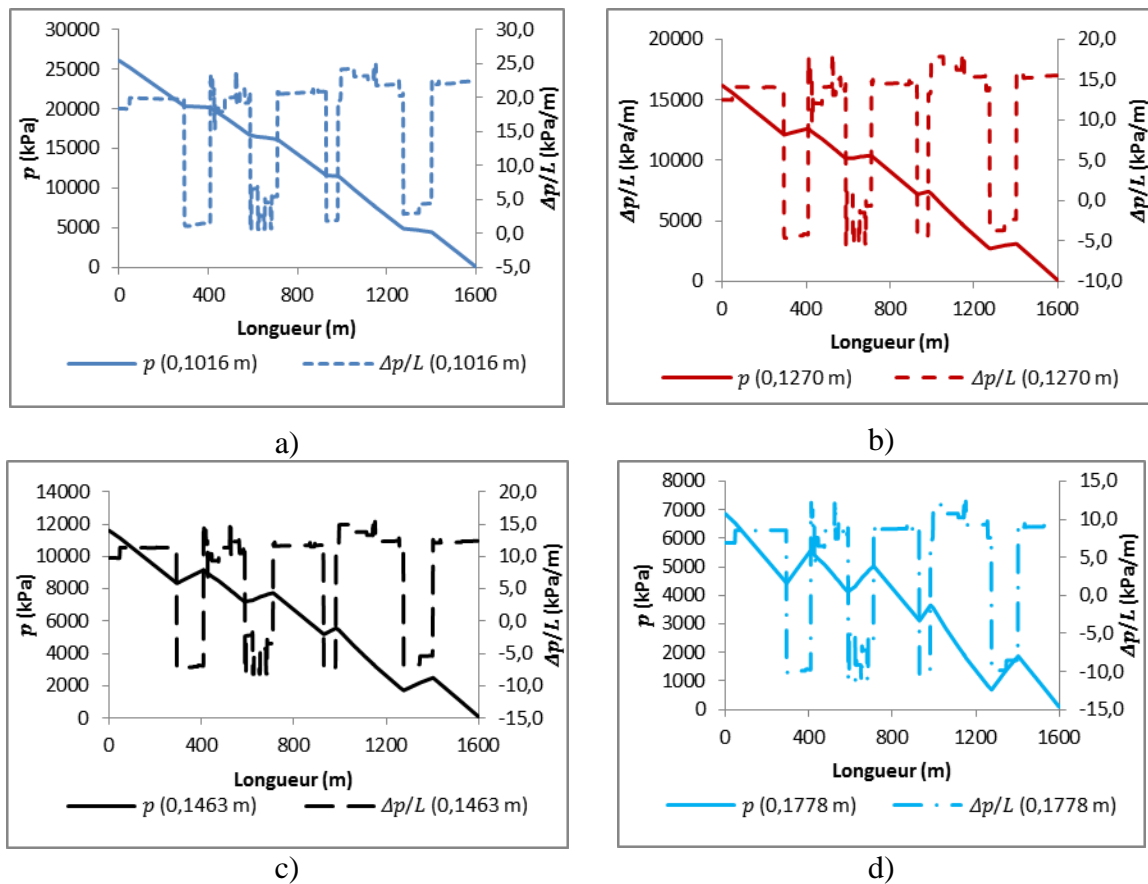 30000
25000
20000
15000
10000
5000
0
p (kPa)
30,0
25,0
20,0
15,0
10,0
5,0
0,0
-5,0
Δp/L (kPa/m)
0 400 800 1200 1600
Longueur (m)
p (0,1016 m) Δp/L (0,1016 m)
a)
20000
15000
10000
5000
0
Δp/L (kPa/m)
20,0
15,0
10,0
5,0
0,0
-5,0
-10,0
Δp/L (kPa/m)
0 400 800 1200 1600
Longueur (m)
p (0,1270 m) Δp/L (0,1270 m)
b)
14000
12000
10000
8000
6000
4000
2000
0
p (kPa)
20,0
15,0
10,0
5,0
0,0
-5,0
-10,0
-15,0
Δp/L (kPa/m)
0 400 800 1200 1600
Longueur (m)
p (0,1463 m) Δp/L (0,1463 m)
c)
8000
7000
6000
5000
4000
3000
2000
1000
0
p (kPa)
15,0
10,0
5,0
0,0
-5,0
-10,0
-15,0
Δp/L (kPa/m)
0 400 800 1200 1600
Longueur (m)
p (0,1778 m) Δp/L (0,1778 m)
d)